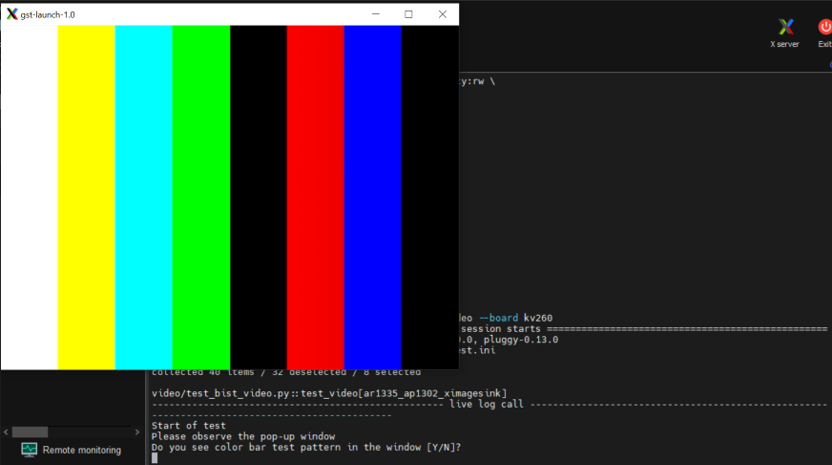 gst-launch-1.0
X server
Exit
ty:rw \
deo --board kv260
session starts ==================================================
0.0, pluggy-0.13.0
est.ini
collected 40 items / 32 deselected / 8 selected
video/test_bist_video.py::test_video[ar1335_ap1302_ximagesink]
---------------------------------------------------- live log call -----------------------------------------------------
-------------------------------------------
Start of test
Please observe the pop-up window
Do you see color bar test pattern in the window [Y/N]?
Remote monitoring